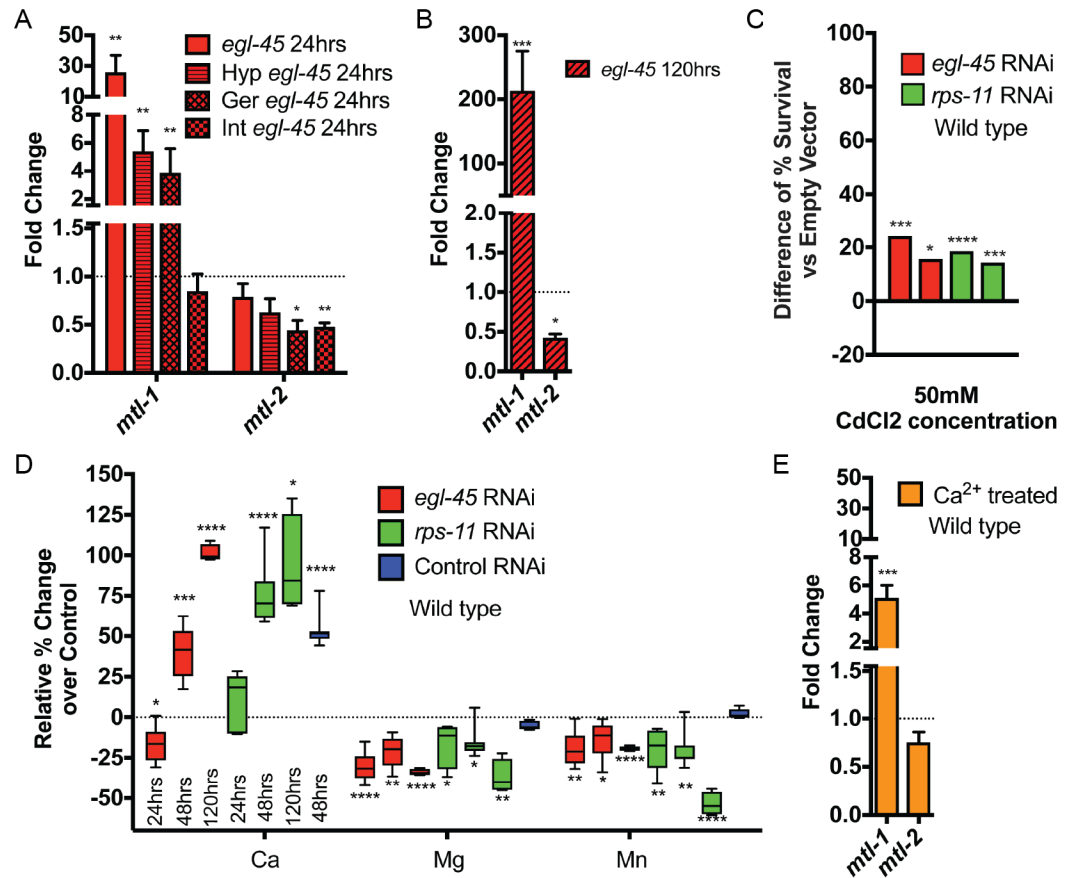 A
50
30
10
8
6
4
2
1.5
1.0
0.5
0.0
Fold Change
**
**
**
*
**
egl-45 24hrs
Hyp egl-45 24hrs
Ger egl-45 24hrs
Int egl-45 24hrs
mtl-1
mtl-2
B
300
200
100
2.0
1.5
1.0
0.5
0.0
Fold Change
***
*
egl-45 120hrs
mtl-1
mtl-2
C
100
80
60
40
20
0
-20
Difference of % Survival
vs Empty Vector
egl-45 RNAi
rps-11 RNAi
Wild type
***
*
****
***
50mM
CdCl2 concentration
D
150
125
100
75
50
25
0
-25
-50
Relative % Change
over Control
egl-45 RNAi
rps-11 RNAi
Control RNAi
Wild type
*
***
****
****
*
****
24hrs
48hrs
120hrs
24hrs
48hrs
120hrs
48hrs
****
**
****
*
*
**
**
*
****
**
**
****
Ca
Mg
Mn
E
50
30
10
8
6
4
2
1.5
1.0
0.5
0.0
Fold Change
Ca2+ treated
Wild type
***
mtl-1
mtl-2